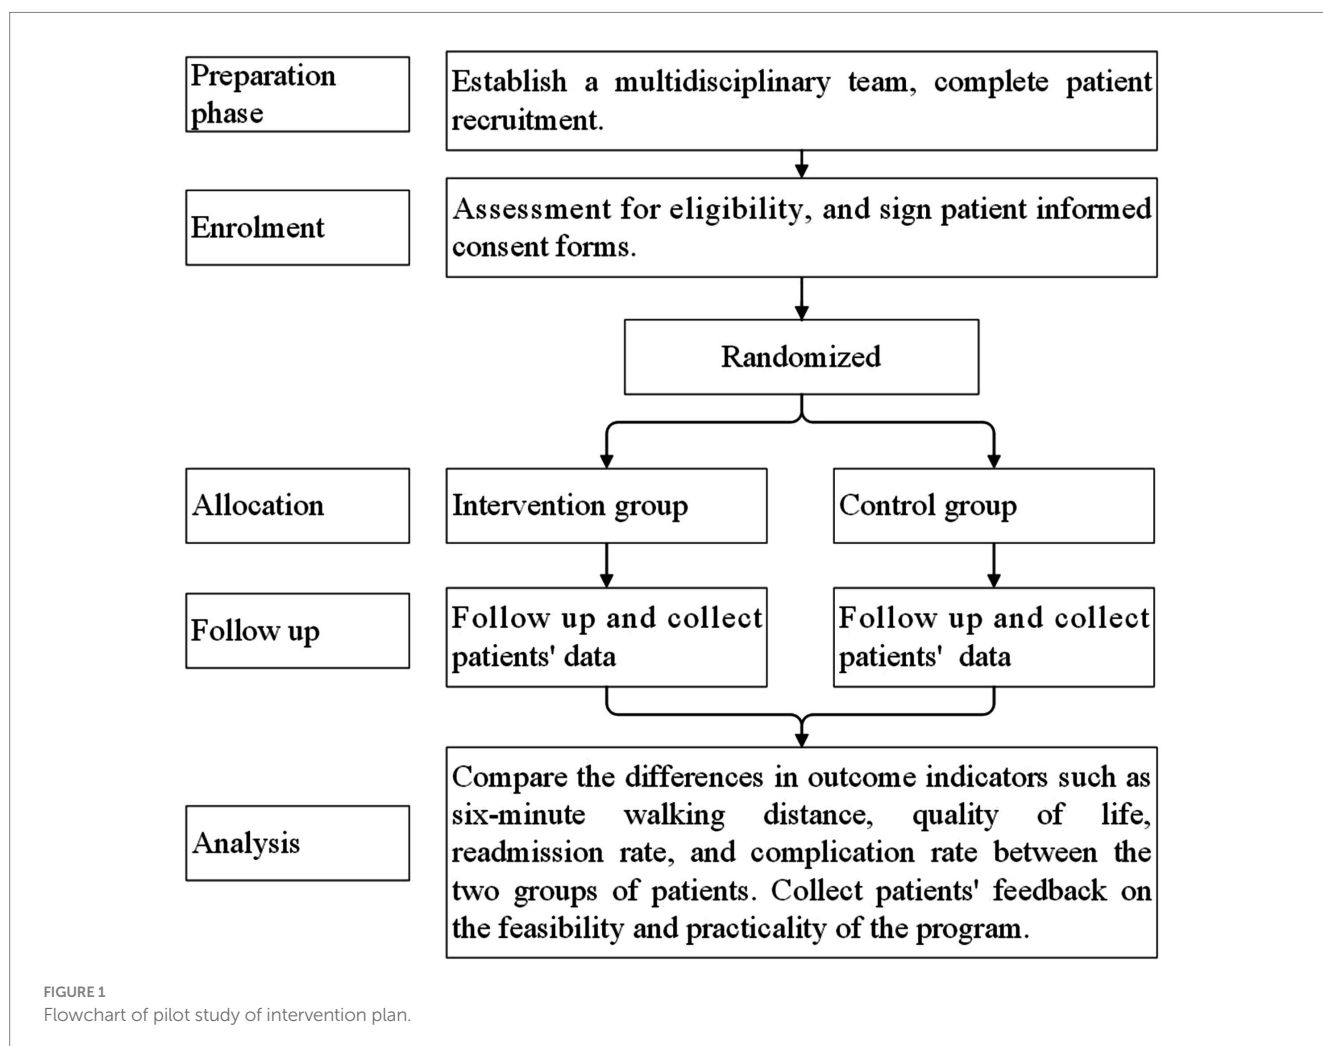 Preparation
phase
Establish a multidisciplinary team, complete patient
recruitment.
Enrolment
Assessment for eligibility, and sign patient informed
consent forms.
Randomized
Allocation
Intervention group
Control group
Follow up
Follow up and collect
patients' data
Follow up and collect
patients' data
Analysis
Compare the differences in outcome indicators such as
six-minute walking distance, quality of life,
readmission rate, and complication rate between the
two groups of patients. Collect patients' feedback on
the feasibility and practicality of the program.
FIGURE 1
Flowchart of pilot study of intervention plan.